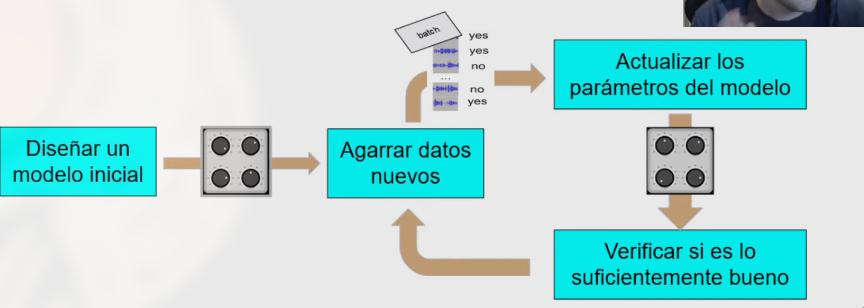 Diseñar un
modelo inicial
Agarrar datos
nuevos
batch
yes
yes
no
...
no
yes
Actualizar los
parámetros del modelo
Verificar si es lo
suficientemente bueno